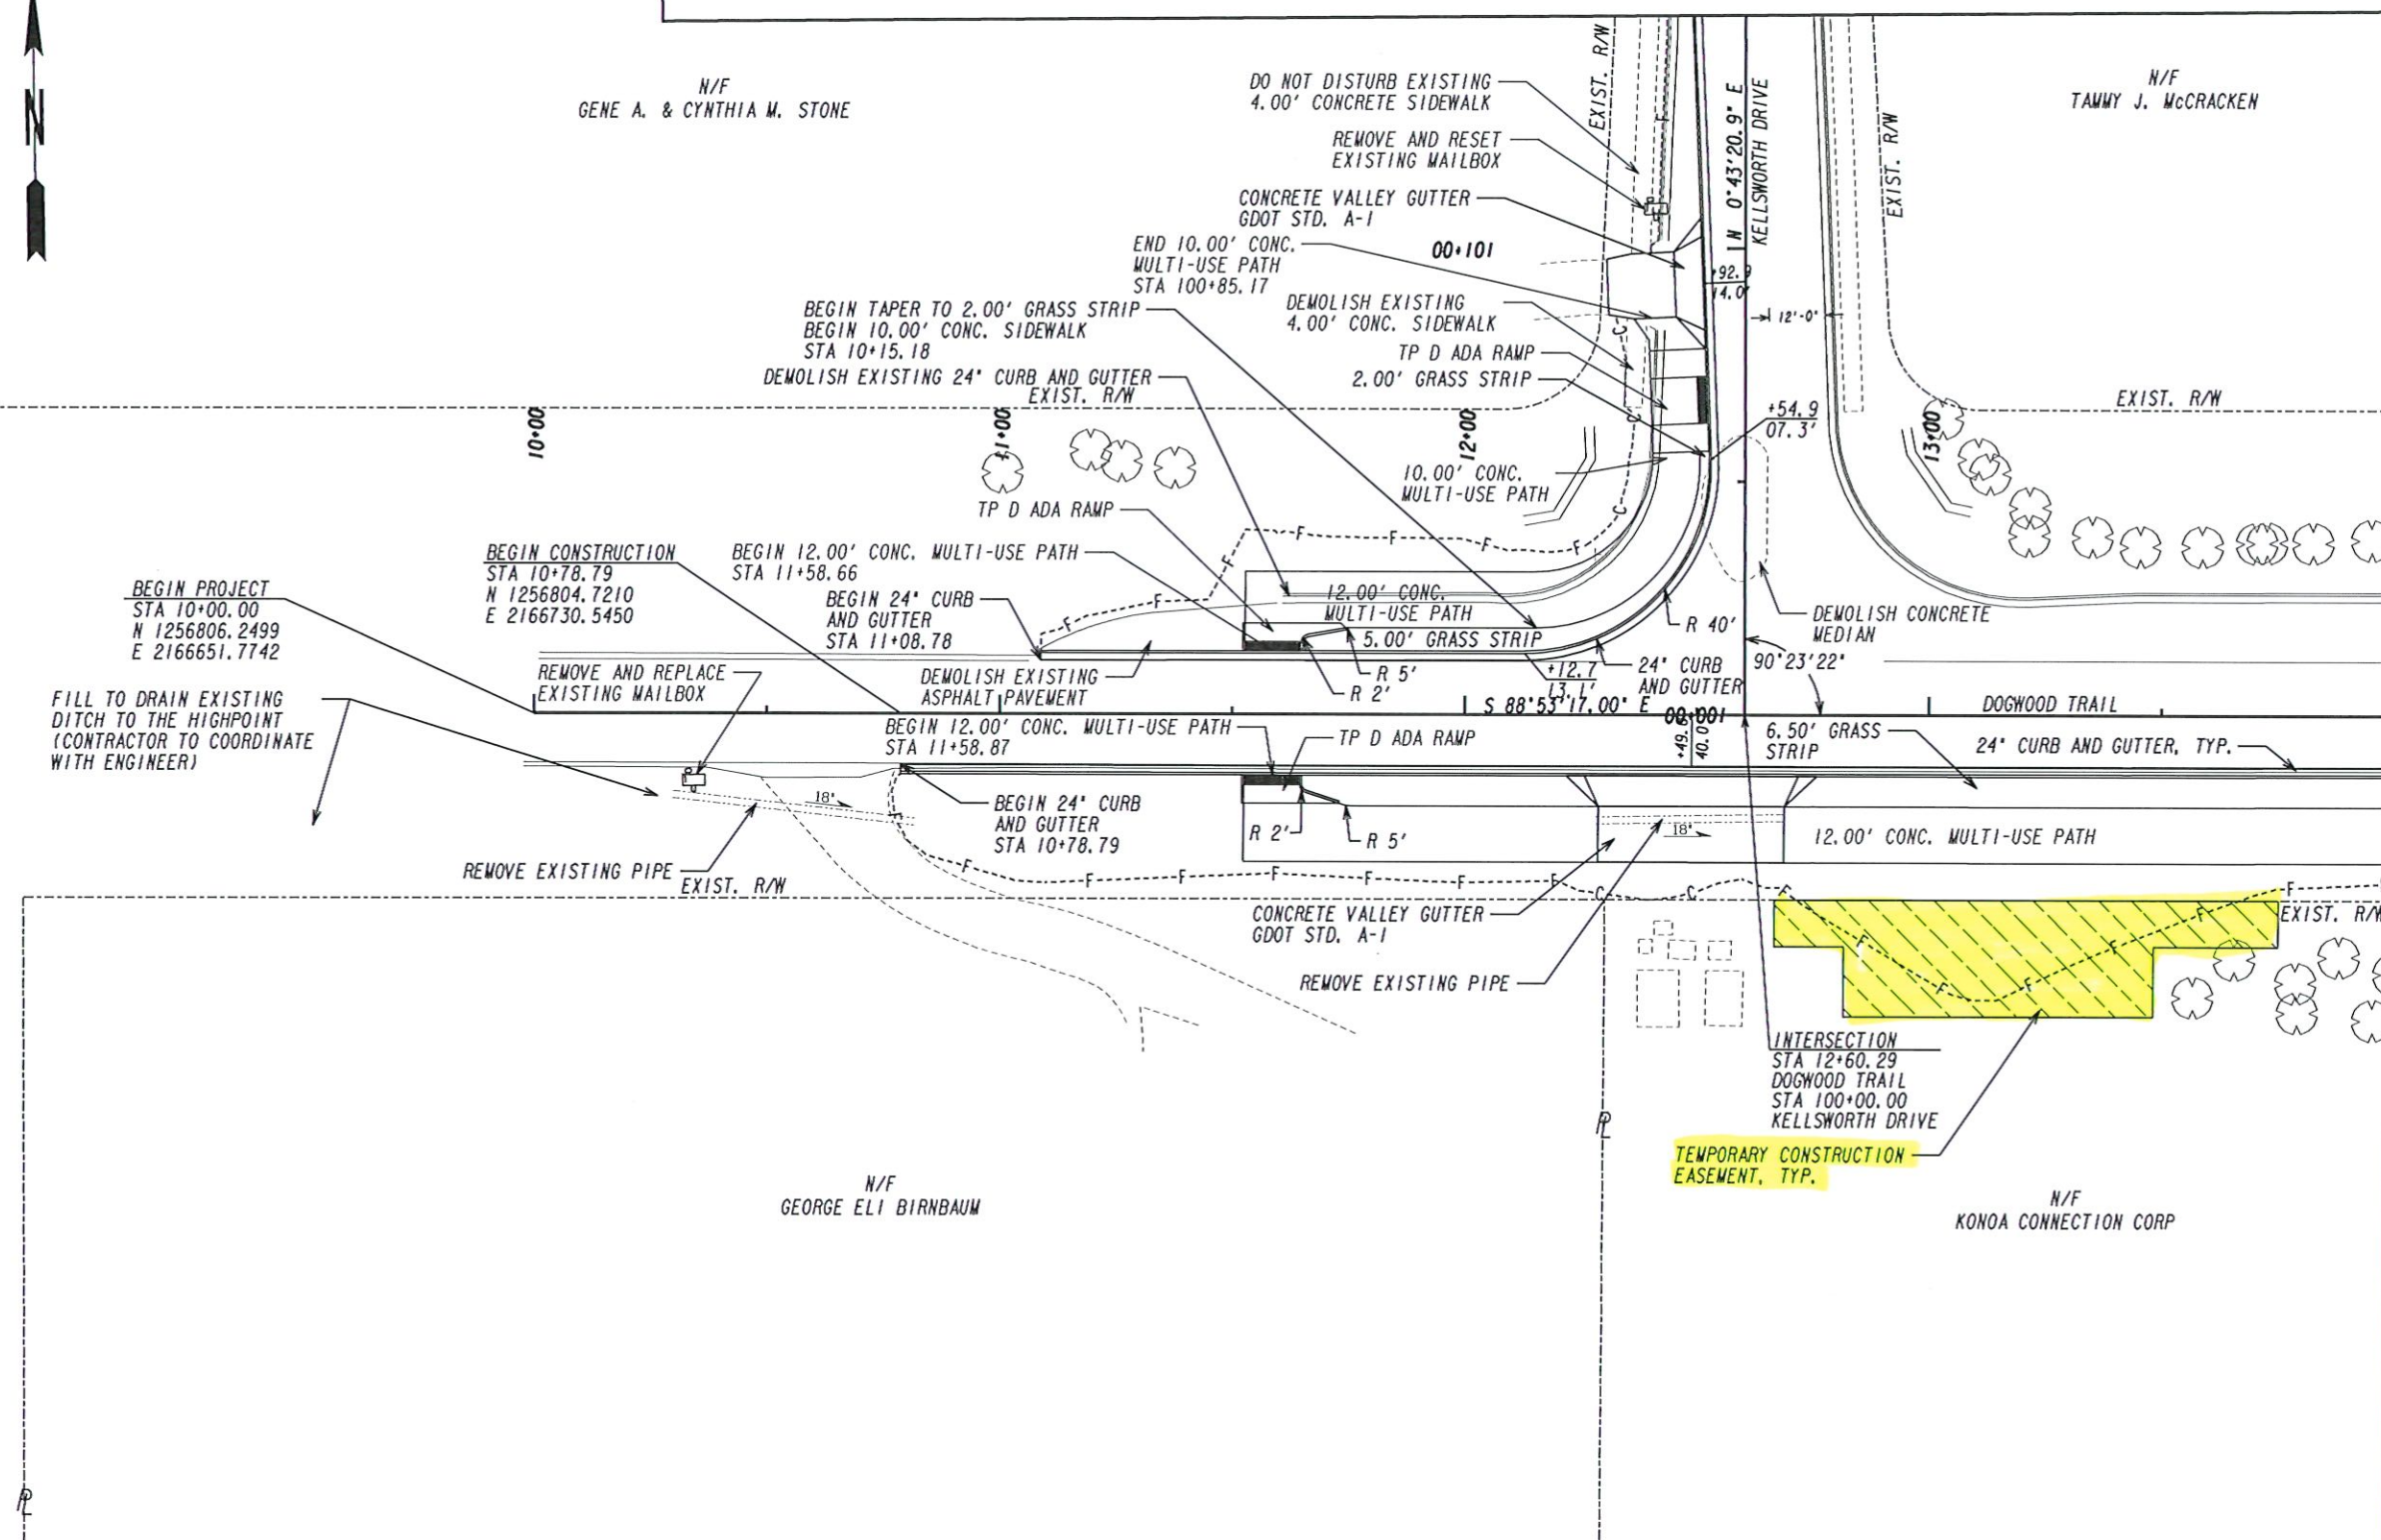 N
N/F
GENE A. & CYNTHIA M. STONE
DO NOT DISTURB EXISTING
4.00' CONCRETE SIDEWALK
REMOVE AND RESET
EXISTING MAILBOX
CONCRETE VALLEY GUTTER
GDOT STD. A-1
END 10.00' CONC.
MULTI-USE PATH
STA 100+85.17
00+101
BEGIN TAPER TO 2.00' GRASS STRIP
BEGIN 10.00' CONC. SIDEWALK
STA 10+15.18
DEMOLISH EXISTING
4.00' CONC. SIDEWALK
TP D ADA RAMP
2.00' GRASS STRIP
DEMOLISH EXISTING 24" CURB AND GUTTER
EXIST. R/W
EXIST. R/W
N 0°43'20.9" E
KELLSWORTH DRIVE
+92.9
14.0'
12'-0"
EXIST. R/W
N/F
TAMMY J. McCRACKEN
EXIST. R/W
10+00
11+00
12+00
13+00
+54.9
07.3'
10.00' CONC.
MULTI-USE PATH
TP D ADA RAMP
BEGIN PROJECT
STA 10+00.00
N 1256806.2499
E 2166651.7742
BEGIN CONSTRUCTION
STA 10+78.79
N 1256804.7210
E 2166730.5450
BEGIN 12.00' CONC. MULTI-USE PATH
STA 11+58.66
BEGIN 24" CURB
AND GUTTER
STA 11+08.78
12.00' CONC.
MULTI-USE PATH
5.00' GRASS STRIP
R 40'
DEMOLISH CONCRETE
MEDIAN
90°23'22"
24" CURB
AND GUTTER
+12.7
13.1'
R 5'
R 2'
REMOVE AND REPLACE
EXISTING MAILBOX
DEMOLISH EXISTING
ASPHALT PAVEMENT
FILL TO DRAIN EXISTING
DITCH TO THE HIGHPOINT
(CONTRACTOR TO COORDINATE
WITH ENGINEER)
S 88°53'17.00" E
00+001
DOGWOOD TRAIL
BEGIN 12.00' CONC. MULTI-USE PATH
STA 11+58.87
TP D ADA RAMP
40.0'
6.50' GRASS
STRIP
24" CURB AND GUTTER, TYP.
18"
BEGIN 24" CURB
AND GUTTER
STA 10+78.79
R 2'
R 5'
18"
12.00' CONC. MULTI-USE PATH
REMOVE EXISTING PIPE
EXIST. R/W
F
F
F
F
F
F
F
F
F
F
F
F
F
F
C
C
C
C
C
CONCRETE VALLEY GUTTER
GDOT STD. A-1
REMOVE EXISTING PIPE
EXIST. R/W
INTERSECTION
STA 12+60.29
DOGWOOD TRAIL
STA 100+00.00
KELLSWORTH DRIVE
TEMPORARY CONSTRUCTION
EASEMENT, TYP.
N/F
GEORGE ELI BIRNBAUM
N/F
KONOA CONNECTION CORP
PL
PL